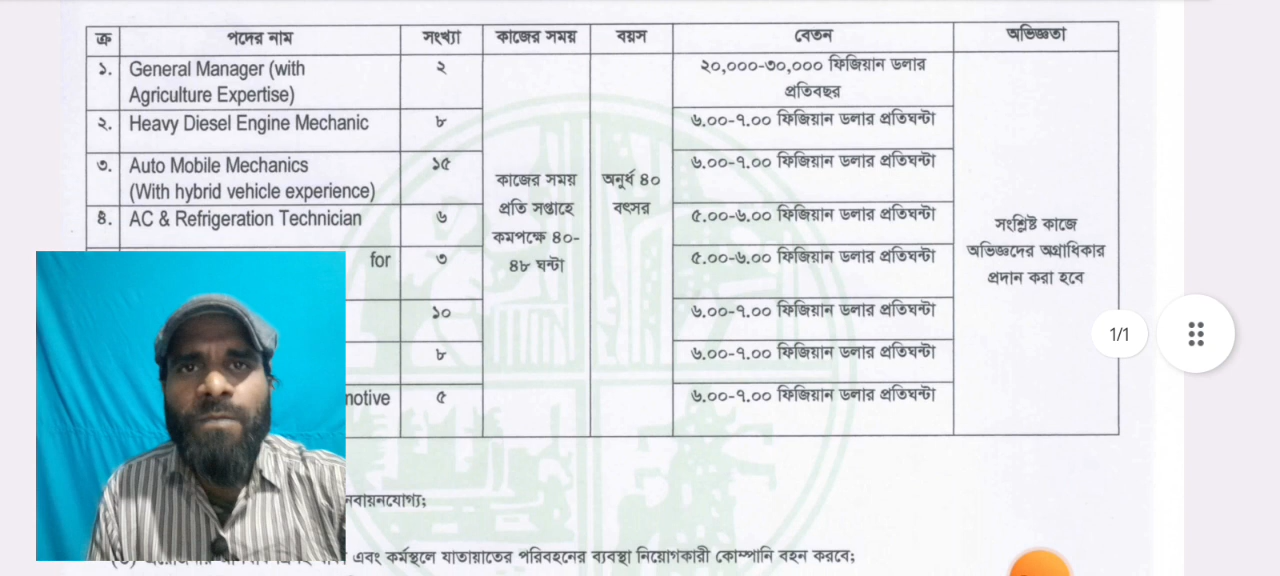 ক্র পদের নাম সংখ্যা কাজের সময় বয়স বেতন অভিজ্ঞতা
১. General Manager (with Agriculture Expertise) ২ ২০,০০০-৩০,০০০ ফিজিয়ান ডলার প্রতিবছর
২. Heavy Diesel Engine Mechanic ৮ ৬.০০-৭.০০ ফিজিয়ান ডলার প্রতিঘন্টা
৩. Auto Mobile Mechanics (With hybrid vehicle experience) ১৫ ৬.০০-৭.০০ ফিজিয়ান ডলার প্রতিঘন্টা
৪. AC & Refrigeration Technician ৬ ৫.০০-৬.০০ ফিজিয়ান ডলার প্রতিঘন্টা
for ৩ ৫.০০-৬.০০ ফিজিয়ান ডলার প্রতিঘন্টা
১০ ৬.০০-৭.০০ ফিজিয়ান ডলার প্রতিঘন্টা
৮ ৬.০০-৭.০০ ফিজিয়ান ডলার প্রতিঘন্টা
notive ৫ ৬.০০-৭.০০ ফিজিয়ান ডলার প্রতিঘন্টা
কাজের সময়
প্রতি সপ্তাহে
কমপক্ষে ৪০-
৪৮ ঘন্টা
অনুর্ধ ৪০
বৎসর
সংশ্লিষ্ট কাজে
অভিজ্ঞদের অগ্রাধিকার
প্রদান করা হবে
1/1
নবায়নযোগ্য;
এবং কর্মস্থলে যাতায়াতের পরিবহনের ব্যবস্থা নিয়োগকারী কোম্পানি বহন করবে;